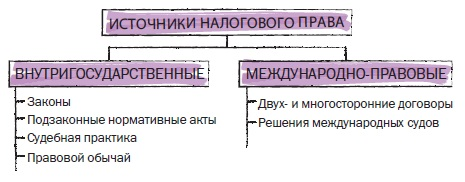 ИСТОЧНИКИ НАЛОГОВОГО ПРАВА
ВНУТРИГОСУДАРСТВЕННЫЕ
Законы
Подзаконные нормативные акты
Судебная практика
Правовой обычай
МЕЖДУНАРОДНО-ПРАВОВЫЕ
Двух- и многосторонние договоры
Решения международных судов